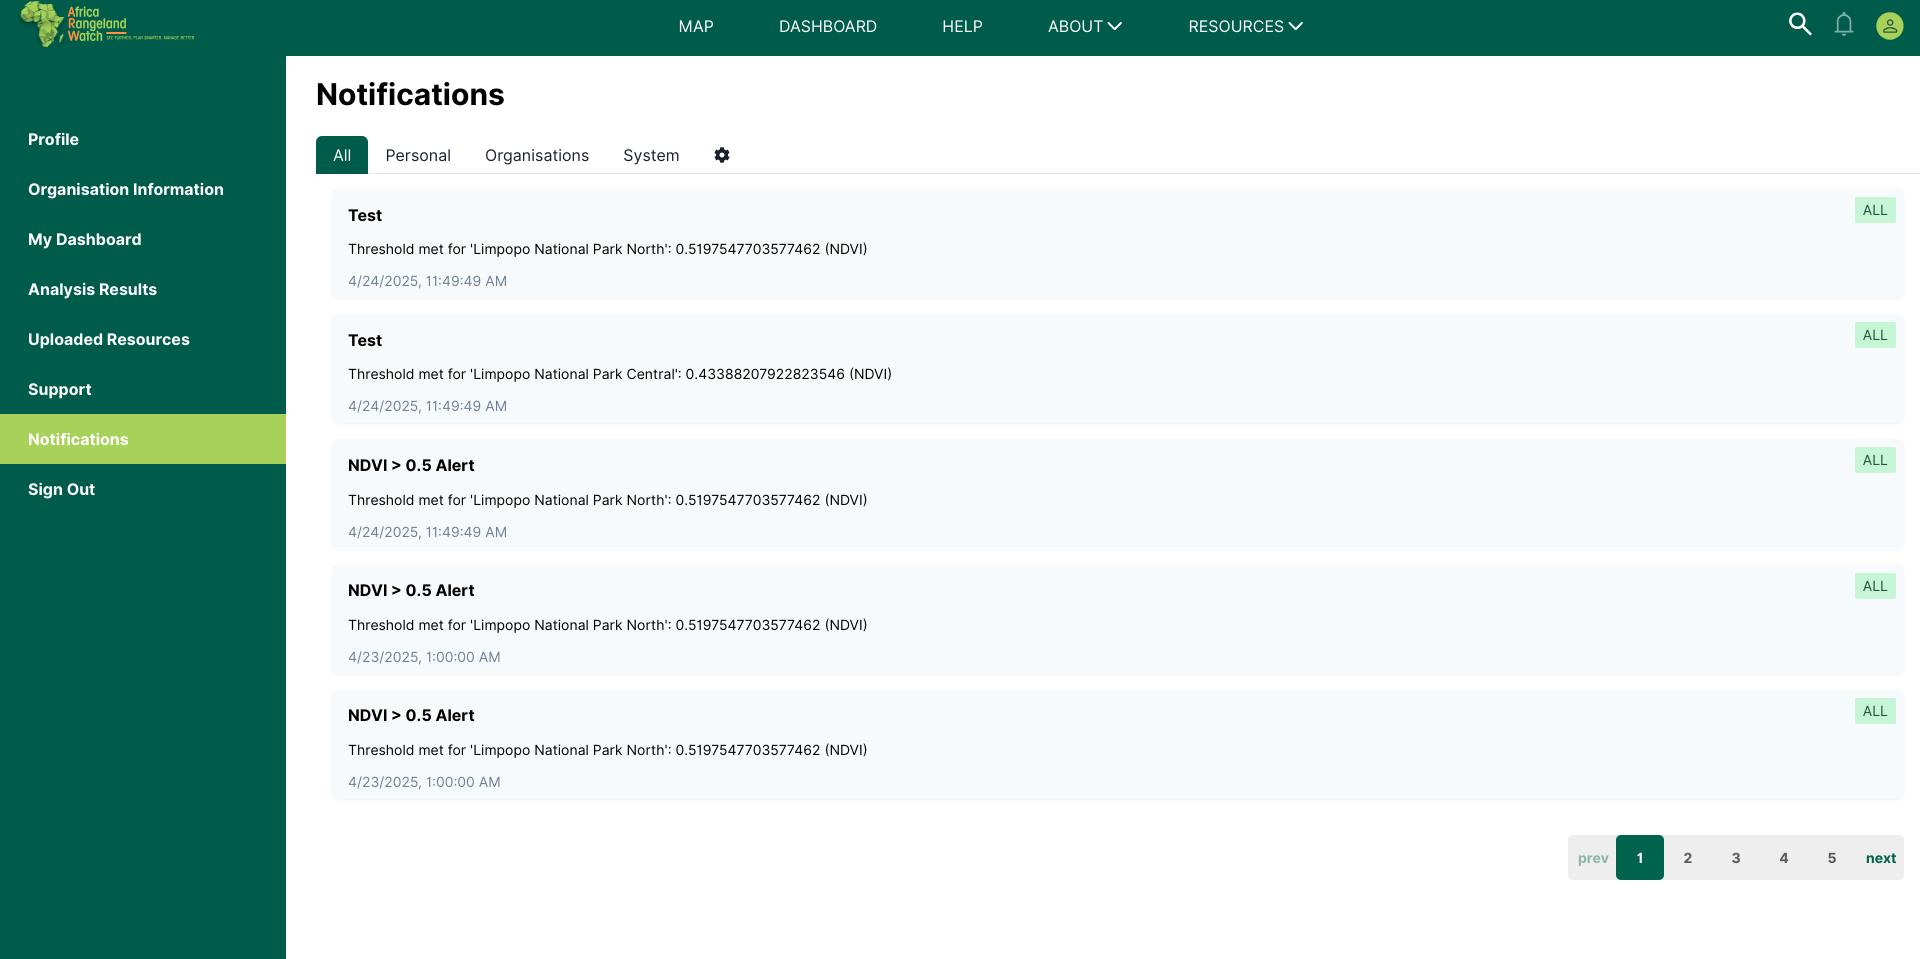 Africa
Rangeland
Watch
SEE FURTHER. PLAN SMARTER. MANAGE BETTER
MAP
DASHBOARD
HELP
ABOUT
RESOURCES
Profile
Organisation Information
My Dashboard
Analysis Results
Uploaded Resources
Support
Notifications
Sign Out
Notifications
All Personal Organisations System
Test
ALL
Threshold met for 'Limpopo National Park North': 0.5197547703577462 (NDVI)
4/24/2025, 11:49:49 AM
Test
ALL
Threshold met for 'Limpopo National Park Central': 0.43388207922823546 (NDVI)
4/24/2025, 11:49:49 AM
NDVI > 0.5 Alert
ALL
Threshold met for 'Limpopo National Park North': 0.5197547703577462 (NDVI)
4/24/2025, 11:49:49 AM
NDVI > 0.5 Alert
ALL
Threshold met for 'Limpopo National Park North': 0.5197547703577462 (NDVI)
4/23/2025, 1:00:00 AM
NDVI > 0.5 Alert
ALL
Threshold met for 'Limpopo National Park North': 0.5197547703577462 (NDVI)
4/23/2025, 1:00:00 AM
prev 1 2 3 4 5 next